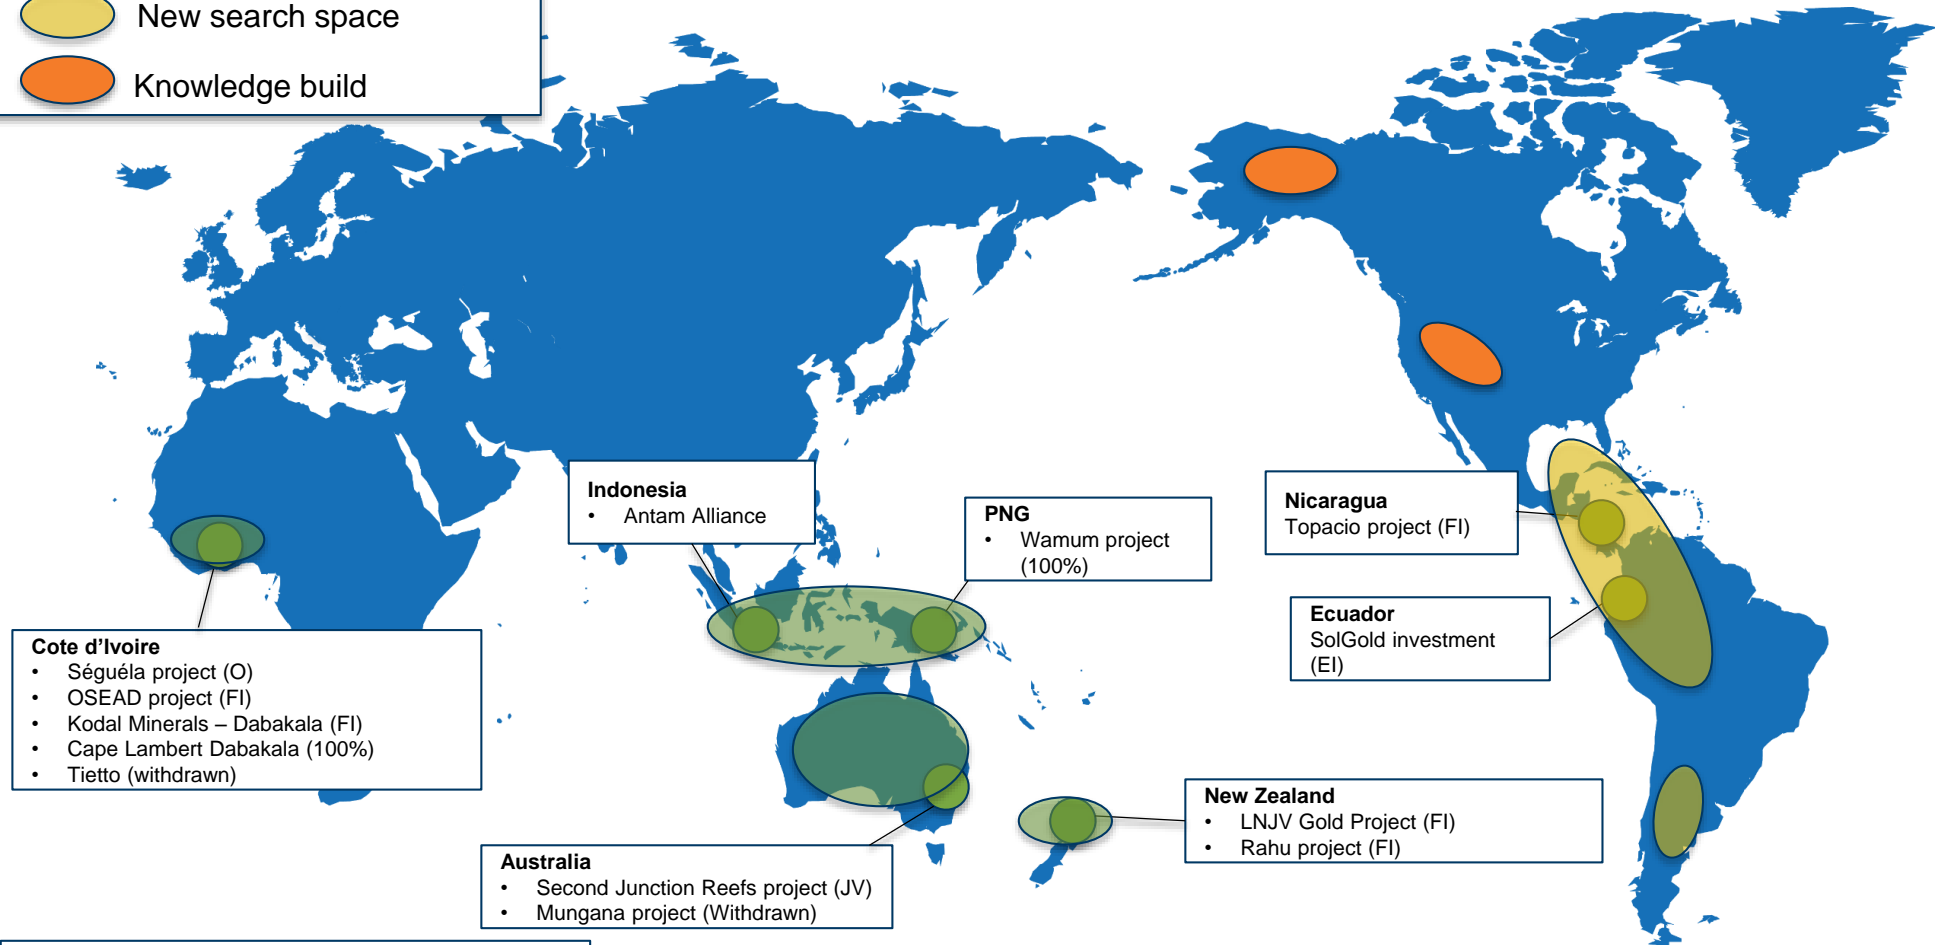 New search space
Knowledge build
Indonesia
• Antam Alliance
PNG
• Wamum project
(100%)
Nicaragua
Topacio project (FI)
Ecuador
SolGold investment
(EI)
Cote d’Ivoire
• Séguéla project (O)
• OSEAD project (FI)
• Kodal Minerals – Dabakala (FI)
• Cape Lambert Dabakala (100%)
• Tietto (withdrawn)
New Zealand
• LNJV Gold Project (FI)
• Rahu project (FI)
Australia
• Second Junction Reefs project (JV)
• Mungana project (Withdrawn)